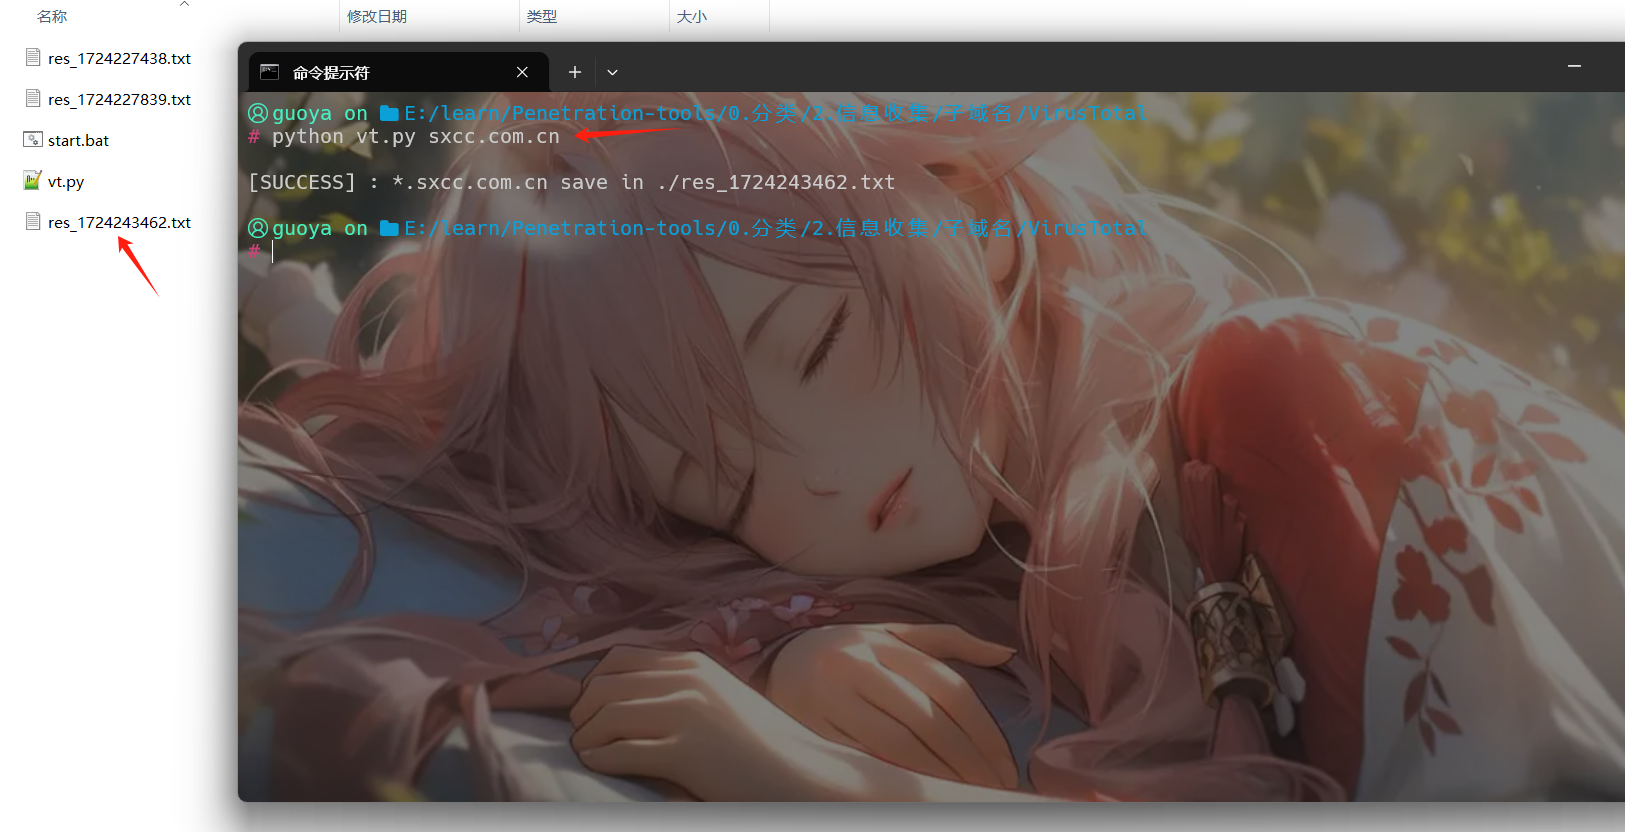 名称 修改日期 类型 大小
res_1724227438.txt
res_1724227839.txt
start.bat
vt.py
res_1724243462.txt
命令提示符
guoya on E:/learn/Penetration-tools/0.分类/2.信息收集/子域名/VirusTotal
# python vt.py sxcc.com.cn
[SUCCESS] : *.sxcc.com.cn save in ./res_1724243462.txt
guoya on E:/learn/Penetration-tools/0.分类/2.信息收集/子域名/VirusTotal
#